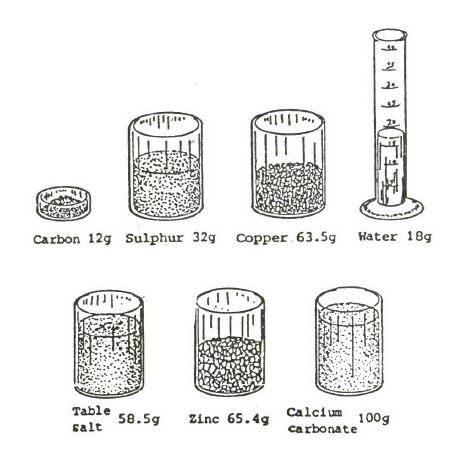 Carbon 12g Sulphur 32g Copper 63.5g Water 18g
Table salt 58.5g Zinc 65.4g Calcium carbonate 100g